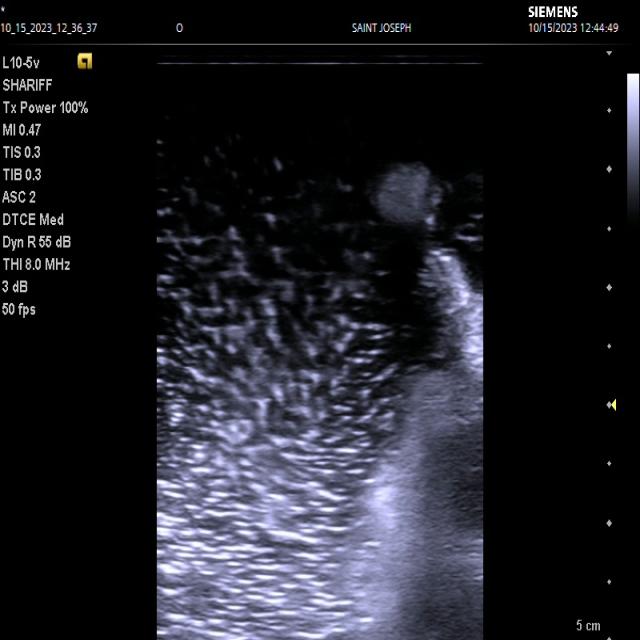 SIEMENS
10_15_2023_12_36_37 O SAINT JOSEPH 10/15/2023 12:44:49
L10-5v
SHARIFF
Tx Power 100%
MI 0.47
TIS 0.3
TIB 0.3
ASC 2
DTCE Med
Dyn R 55 dB
THI 8.0 MHz
3 dB
50 fps
5 cm